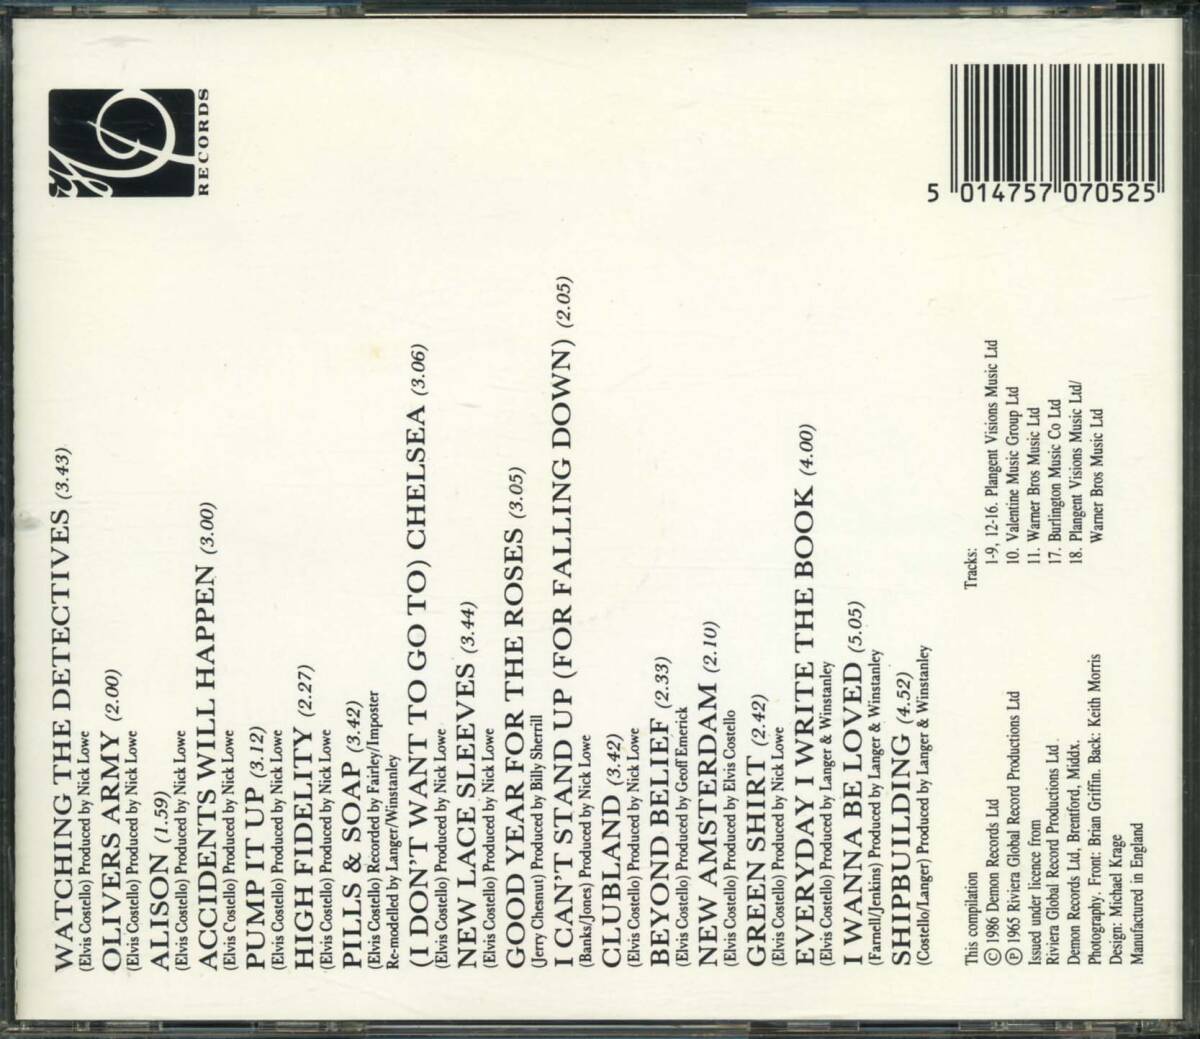 WATCHING THE DETECTIVES (3.43)
(Elvis Costello) Produced by Nick Lowe
OLIVERS ARMY (2.00)
(Elvis Costello) Produced by Nick Lowe
ALISON (1.59)
(Elvis Costello) Produced by Nick Lowe
ACCIDENTS WILL HAPPEN (3.00)
(Elvis Costello) Produced by Nick Lowe
PUMP IT UP (3.12)
(Elvis Costello) Produced by Nick Lowe
HIGH FIDELITY (2.27)
(Elvis Costello) Produced by Nick Lowe
PILLS & SOAP (3.42)
(Elvis Costello) Recorded by Fairley/Imposter
Re-modelled by Langer/Winstanley
(I DON'T WANT TO GO TO) CHELSEA (3.06)
(Elvis Costello) Produced by Nick Lowe
NEW LACE SLEEVES (3.44)
(Elvis Costello) Produced by Nick Lowe
GOOD YEAR FOR THE ROSES (3.05)
(Jerry Chesnut) Produced by Billy Sherrill
I CAN'T STAND UP (FOR FALLING DOWN) (2.05)
(Banks/Jones) Produced by Nick Lowe
CLUBLAND (3.42)
(Elvis Costello) Produced by Nick Lowe
BEYOND BELIEF (2.33)
(Elvis Costello) Produced by Geoff Emerick
NEW AMSTERDAM (2.10)
(Elvis Costello) Produced by Elvis Costello
GREEN SHIRT (2.42)
(Elvis Costello) Produced by Nick Lowe
EVERYDAY I WRITE THE BOOK (4.00)
(Elvis Costello) Produced by Langer & Winstanley
I WANNA BE LOVED (5.05)
(Farnell/Jenkins) Produced by Langer & Winstanley
SHIPBUILDING (4.52)
(Costello/Langer) Produced by Langer & Winstanley
This compilation
© 1986 Demon Records Ltd
℗ 1965 Riviera Global Record Productions Ltd
Issued under licence from
Riviera Global Record Productions Ltd.
Demon Records Ltd, Brentford, Middx.
Photography. Front: Brian Griffin. Back: Keith Morris
Design: Michael Krage
Manufactured in England
Tracks:
1-9, 12-16. Plangent Visions Music Ltd
10. Valentine Music Group Ltd
11. Warner Bros Music Ltd
17. Burlington Music Co Ltd
18. Plangent Visions Music Ltd/
Warner Bros Music Ltd
RECORDS
5 014757 070525